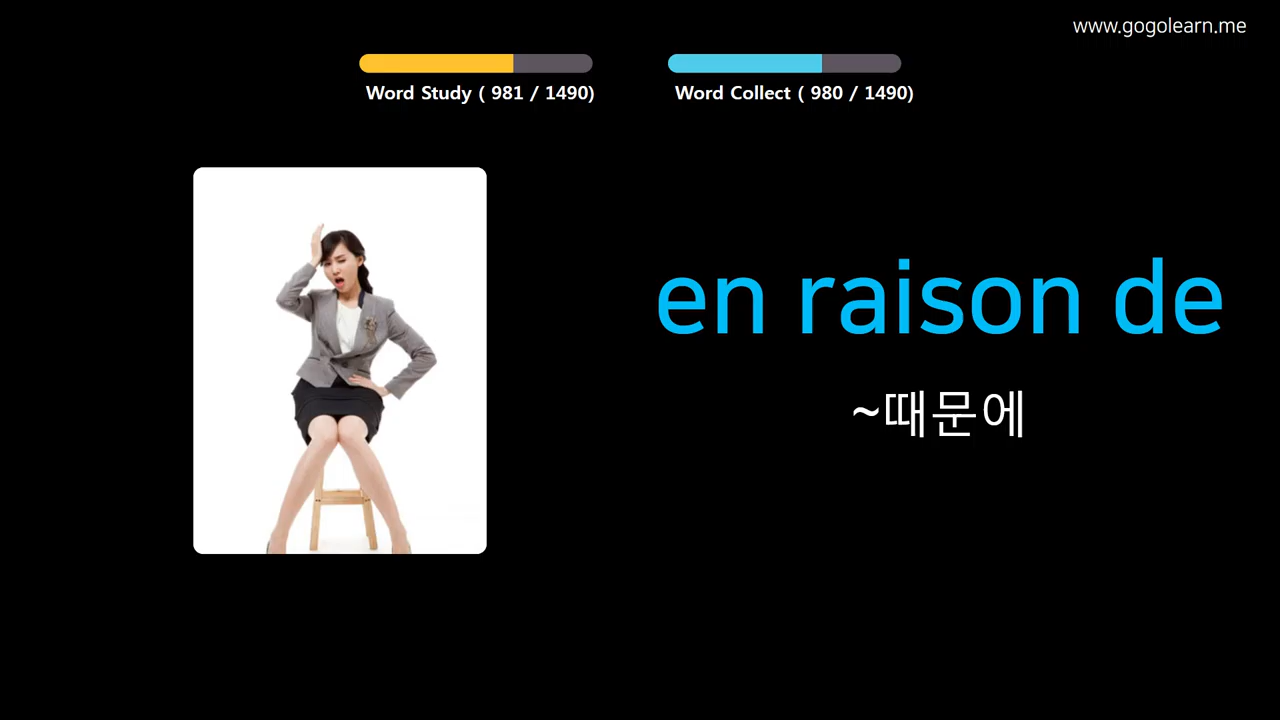 www.gogolearn.me
Word Study ( 981 / 1490)
Word Collect ( 980 / 1490)
en raison de
~때문에